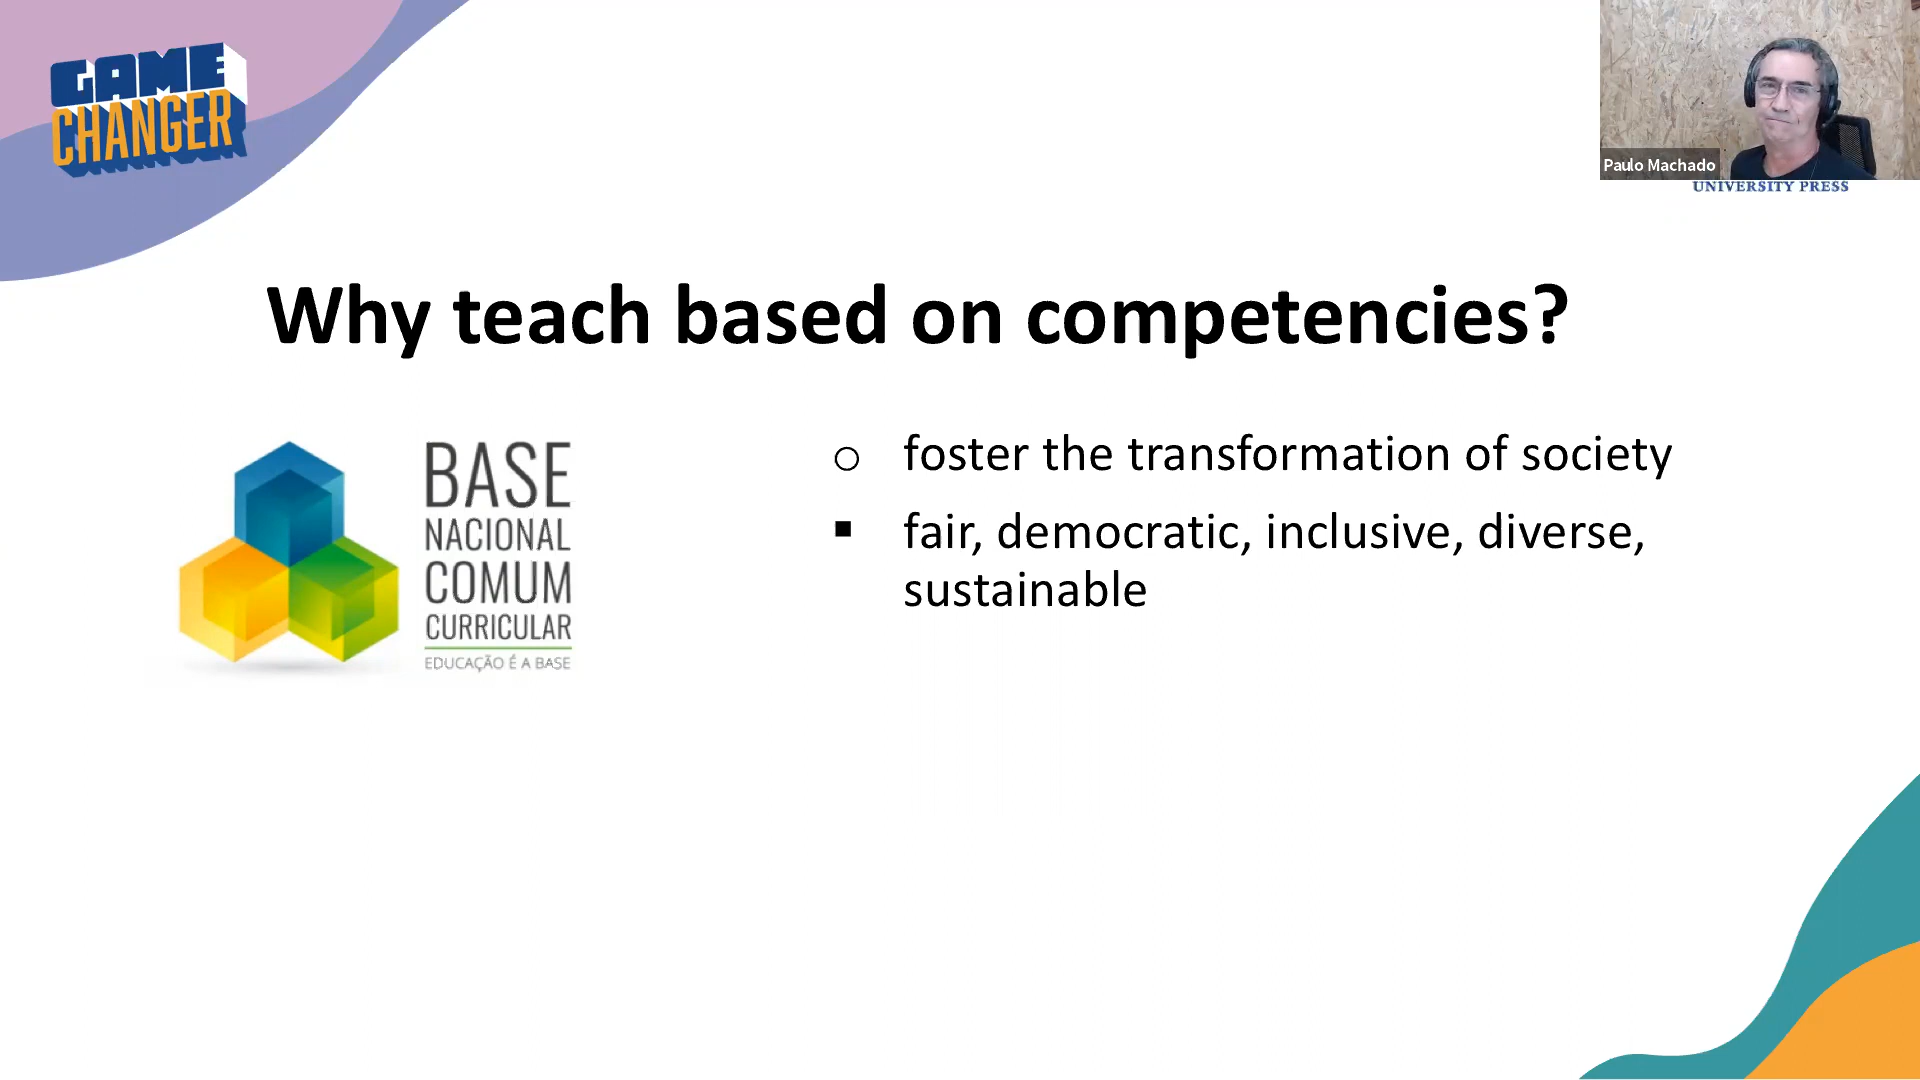 GAME
CHANGER
Paulo Machado
UNIVERSITY PRESS
Why teach based on competencies?
BASE
NACIONAL
COMUM
CURRICULAR
EDUCAÇÃO É A BASE
foster the transformation of society
fair, democratic, inclusive, diverse,
sustainable